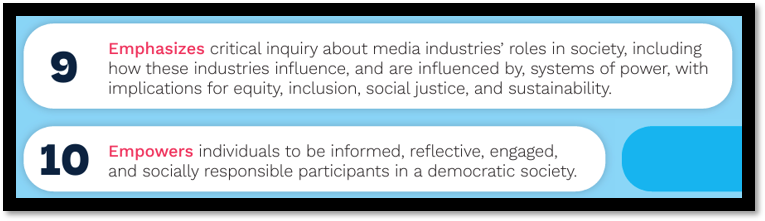 9
Emphasizes critical inquiry about media industries’ roles in society, including
how these industries influence, and are influenced by, systems of power, with
implications for equity, inclusion, social justice, and sustainability.
10
Empowers individuals to be informed, reflective, engaged,
and socially responsible participants in a democratic society.